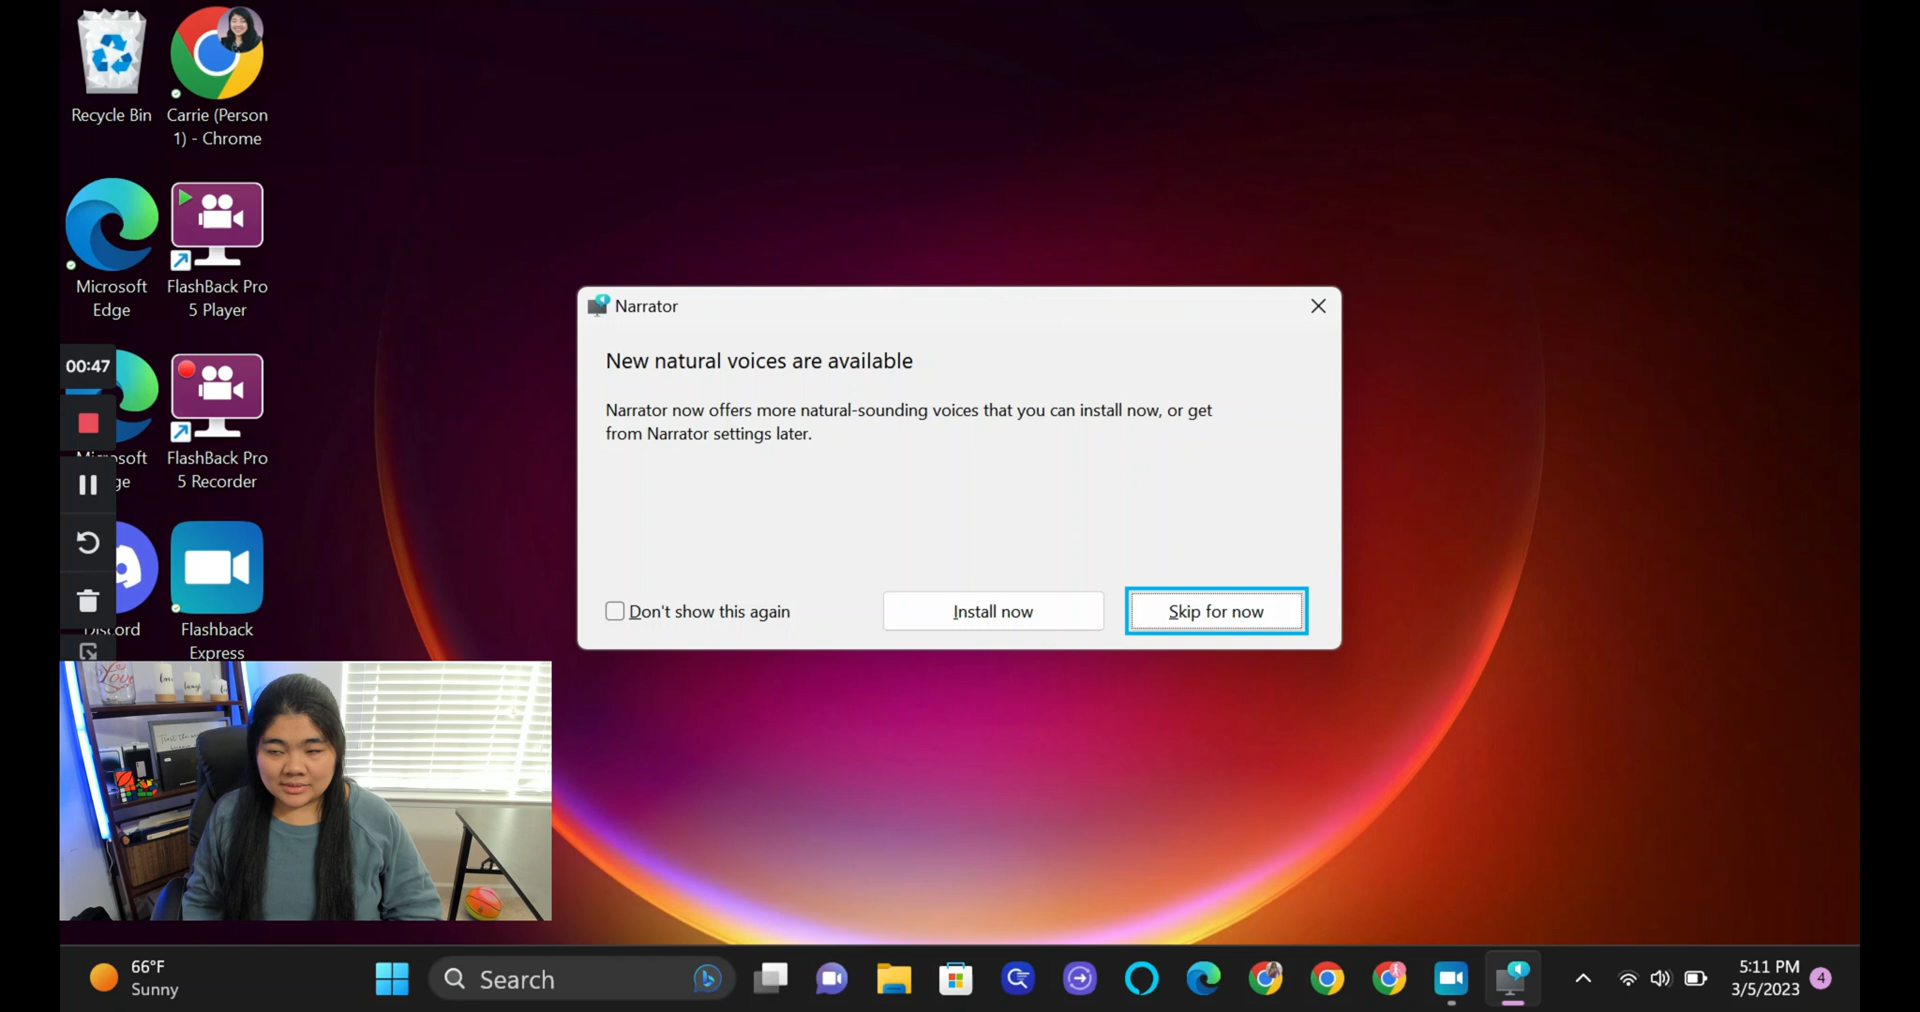 Recycle Bin
Carrie (Person
1) - Chrome
Microsoft
Edge
FlashBack Pro
5 Player
00:47
FlashBack Pro
5 Recorder
Flashback
Express
Narrator
New natural voices are available
Narrator now offers more natural-sounding voices that you can install now, or get
from Narrator settings later.
Don't show this again
Install now
Skip for now
66°F
Sunny
Search
5:11 PM
3/5/2023
4